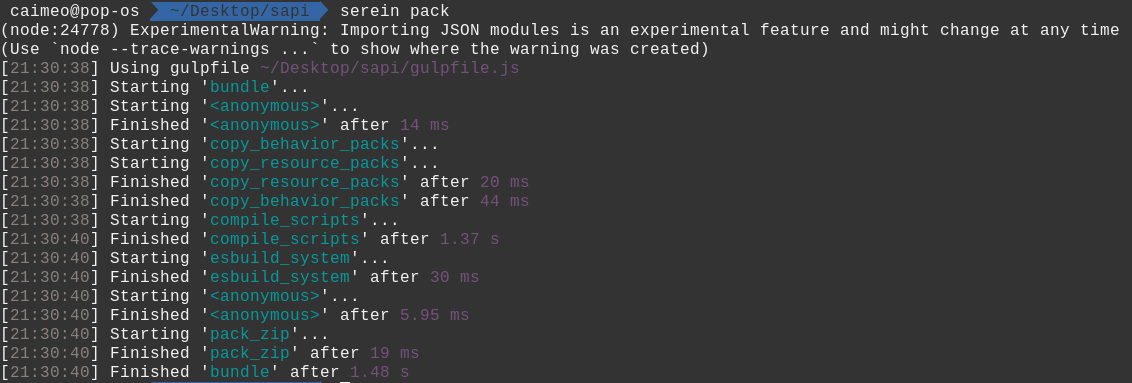 caimeo@pop-os ~/Desktop/sapi serein pack
(node:24778) ExperimentalWarning: Importing JSON modules is an experimental feature and might change at any time
(Use `node --trace-warnings ...` to show where the warning was created)
[21:30:38] Using gulpfile ~/Desktop/sapi/gulpfile.js
[21:30:38] Starting 'bundle'...
[21:30:38] Starting '<anonymous>'...
[21:30:38] Finished '<anonymous>' after 14 ms
[21:30:38] Starting 'copy_behavior_packs'...
[21:30:38] Starting 'copy_resource_packs'...
[21:30:38] Finished 'copy_resource_packs' after 20 ms
[21:30:38] Finished 'copy_behavior_packs' after 44 ms
[21:30:38] Starting 'compile_scripts'...
[21:30:40] Finished 'compile_scripts' after 1.37 s
[21:30:40] Starting 'esbuild_system'...
[21:30:40] Finished 'esbuild_system' after 30 ms
[21:30:40] Starting '<anonymous>'...
[21:30:40] Finished '<anonymous>' after 5.95 ms
[21:30:40] Starting 'pack_zip'...
[21:30:40] Finished 'pack_zip' after 19 ms
[21:30:40] Finished 'bundle' after 1.48 s